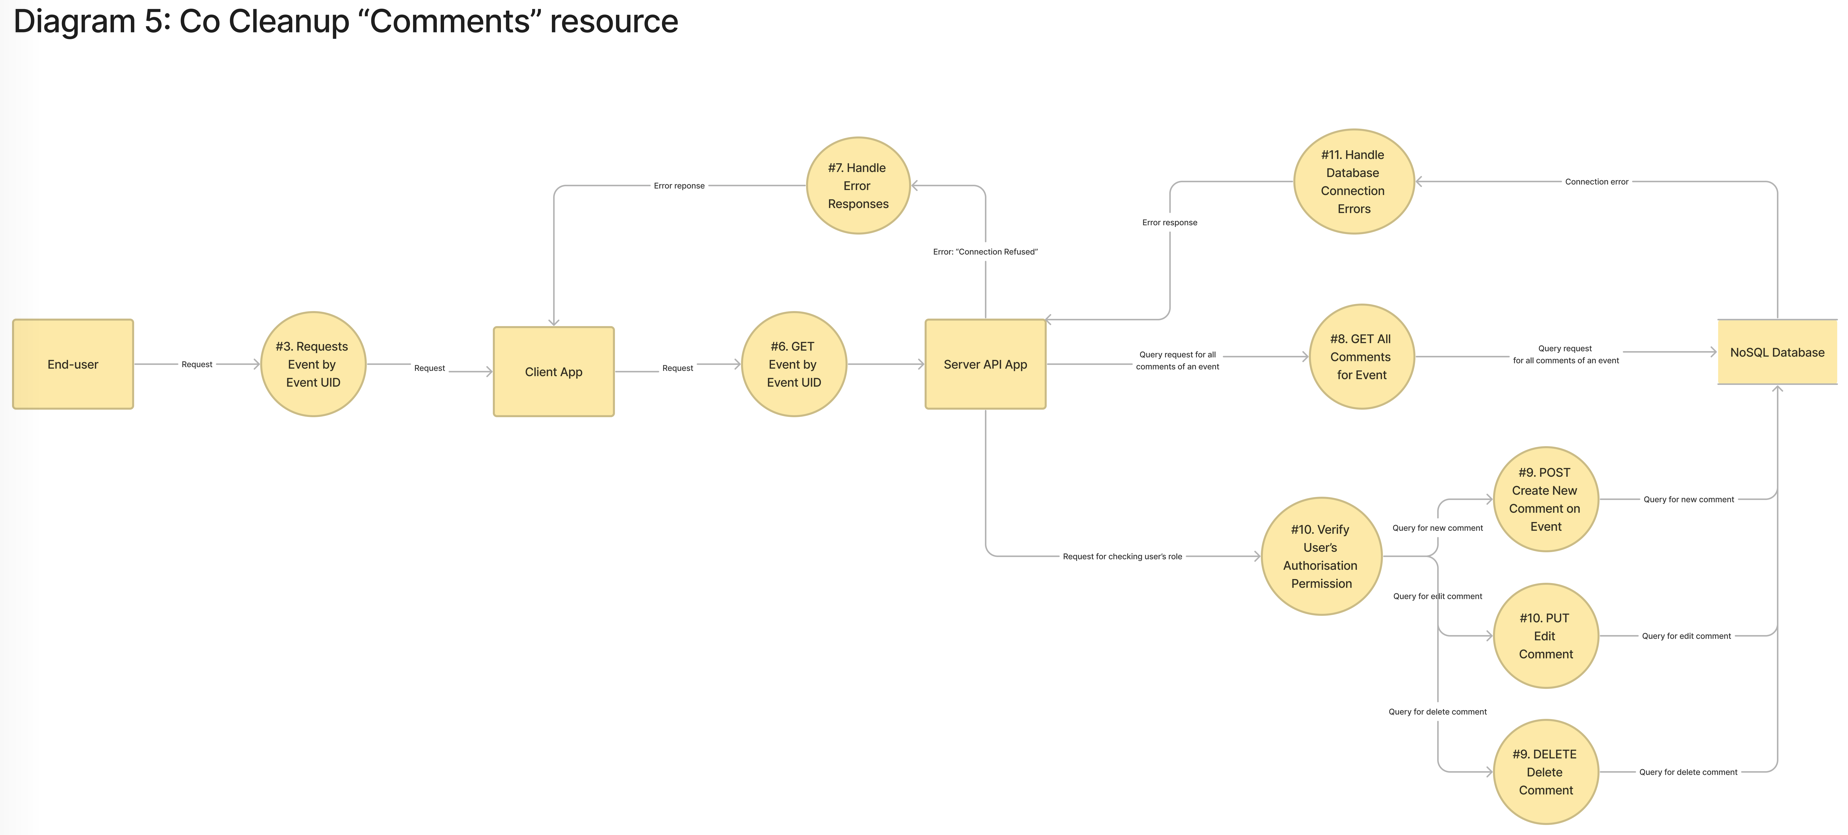 Diagram 5: Co Cleanup “Comments” resource
#7. Handle
Error
Responses
#11. Handle
Database
Connection
Errors
Error reponse
Connection error
Error response
Error: “Connection Refused”
End-user
Request
#3. Requests
Event by
Event UID
Request
Client App
Request
#6. GET
Event by
Event UID
Server API App
Query request for all
comments of an event
#8. GET All
Comments
for Event
Query request
for all comments of an event
NoSQL Database
Request for checking user’s role
#10. Verify
User’s
Authorisation
Permission
Query for new comment
#9. POST
Create New
Comment on
Event
Query for new comment
Query for edit comment
#10. PUT
Edit
Comment
Query for edit comment
Query for delete comment
#9. DELETE
Delete
Comment
Query for delete comment